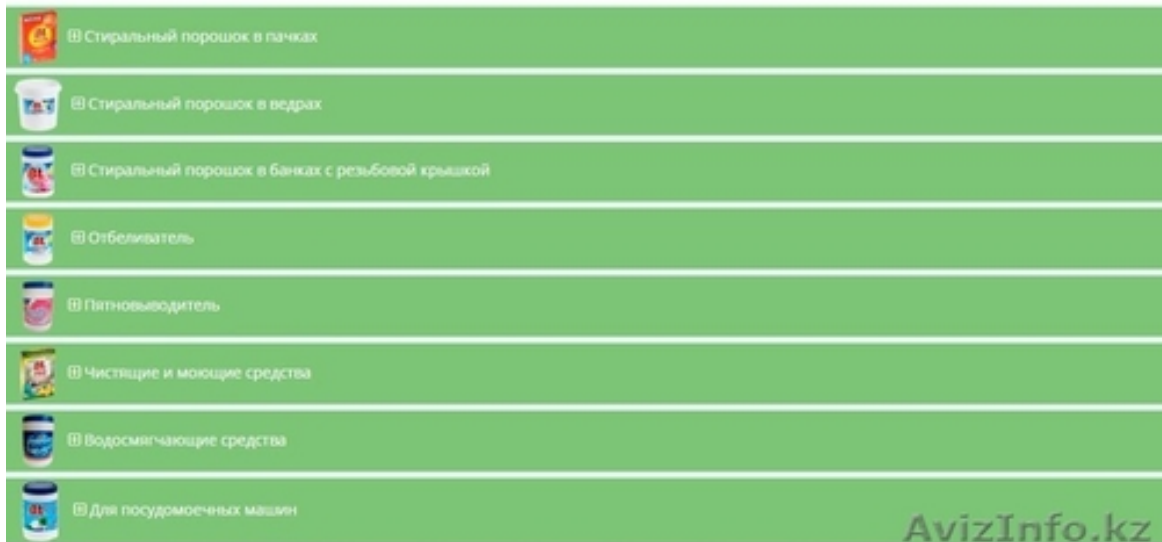 Стиральный порошок в пачках
Стиральный порошок в ведрах
Стиральный порошок в банках с резьбовой крышкой
Отбеливатель
Пятновыводитель
Чистящие и моющие средства
Водосмягчающие средства
Для посудомоечных машин
AvizInfo.kz